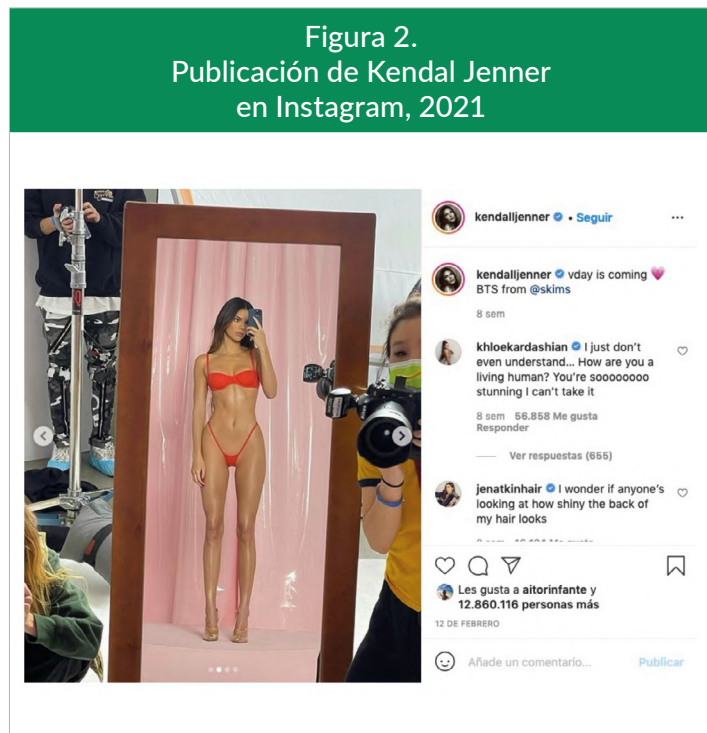 Figura 2.
Publicación de Kendal Jenner
en Instagram, 2021
kendalljenner • Seguir
kendalljenner vday is coming
BTS from @skims
8 sem
khloekardashian I just don't
even understand... How are you a
living human? You're soooooooo
stunning I can't take it
8 sem 56.858 Me gusta
Responder
Ver respuestas (655)
jenatkinhair I wonder if anyone's
looking at how shiny the back of
my hair looks
Les gusta a aitorinfante y
12.860.116 personas más
12 DE FEBRERO
Añade un comentario... Publicar